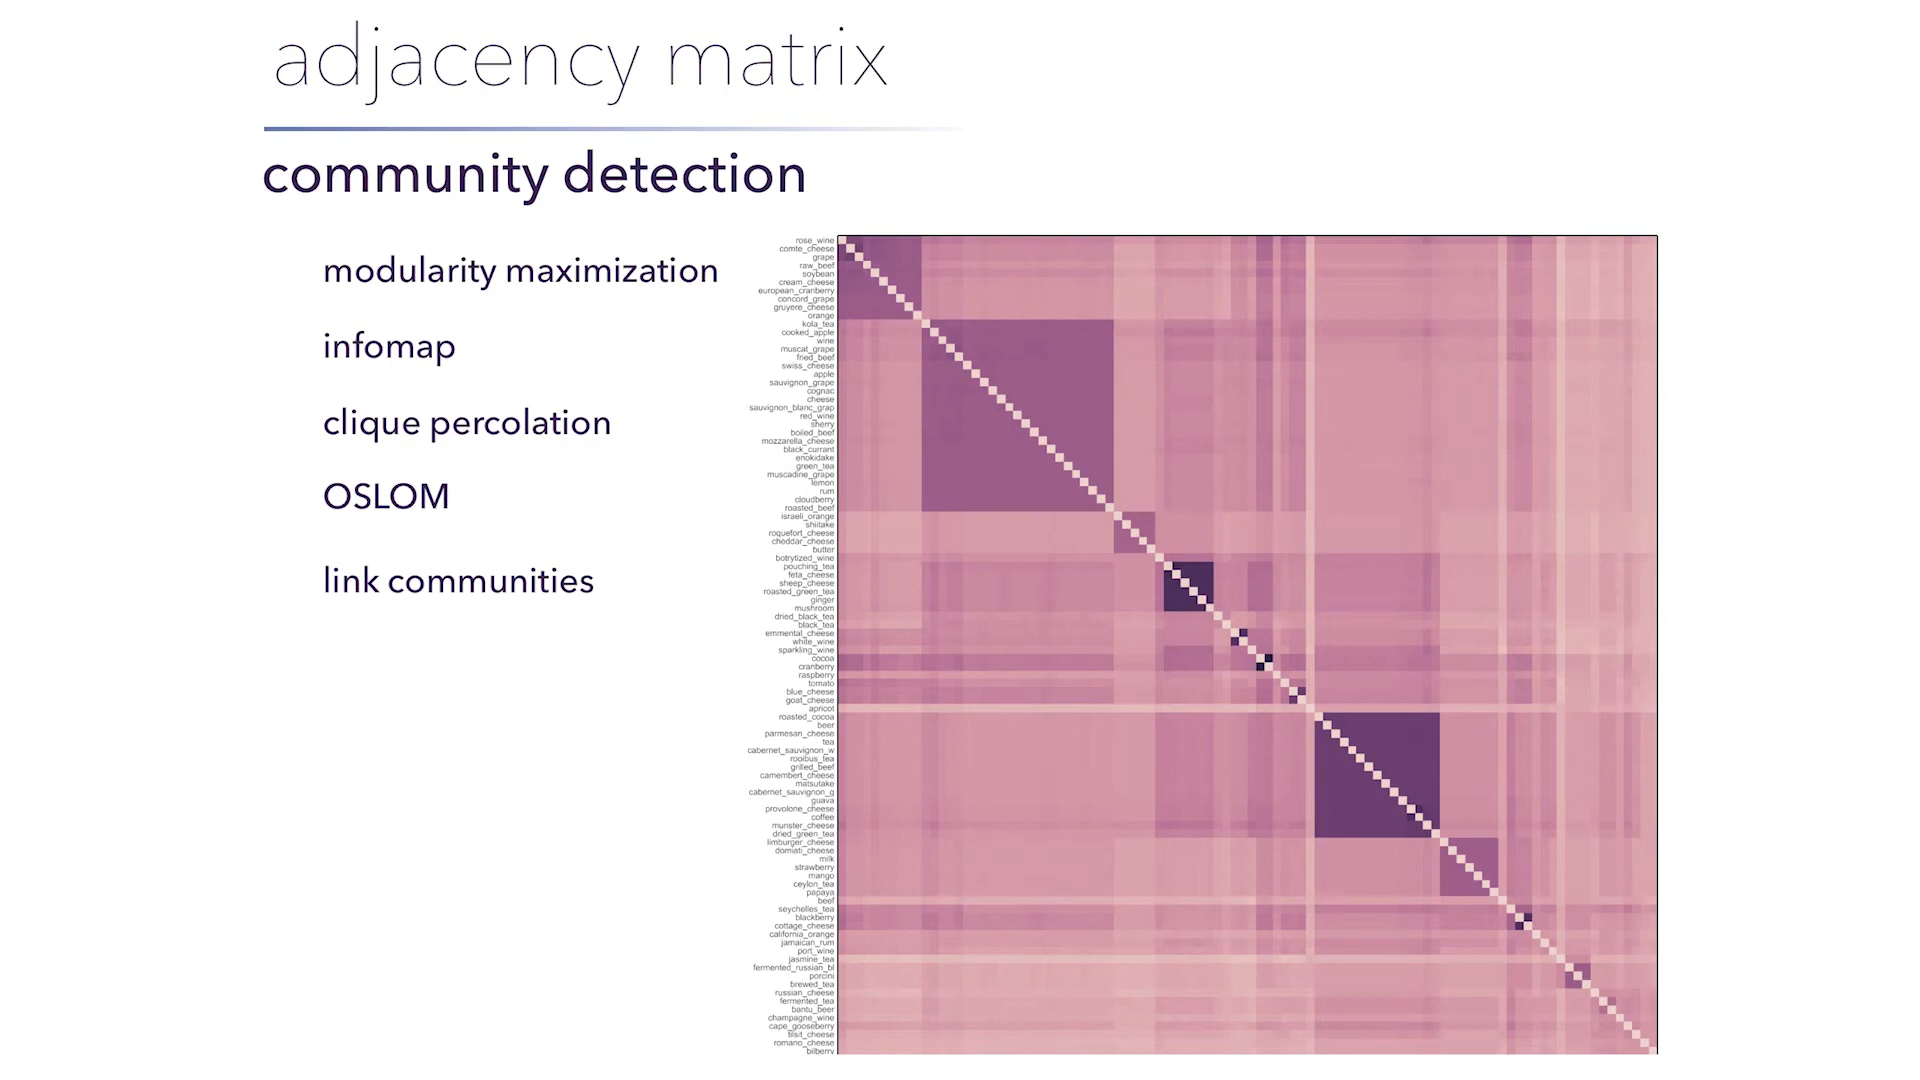 adjacency matrix
community detection
modularity maximization
infomap
clique percolation
OSLOM
link communities
rose_wine
comte_cheese
grape
raw_beef
soybean
cream_cheese
european_cranberry
concord_grape
gruyere_cheese
orange
kola_tea
cooked_apple
wine
muscat_grape
fried_beef
swiss_cheese
apple
sauvignon_grape
cognac
cheese
sauvignon_blanc_grap
red_wine
sherry
boiled_beef
mozzarella_cheese
black_currant
enokidake
green_tea
muscadine_grape
lemon
rum
cloudberry
roasted_beef
israeli_orange
shiitake
roquefort_cheese
cheddar_cheese
butter
botrytized_wine
pouching_tea
feta_cheese
sheep_cheese
roasted_green_tea
ginger
mushroom
dried_black_tea
black_tea
emmental_cheese
white_wine
sparkling_wine
cocoa
cranberry
raspberry
tomato
blue_cheese
goat_cheese
apricot
roasted_cocoa
beer
parmesan_cheese
tea
cabernet_sauvignon_w
rooibus_tea
grilled_beef
camembert_cheese
matsutake
cabernet_sauvignon_g
guava
provolone_cheese
coffee
munster_cheese
dried_green_tea
limburger_cheese
domiati_cheese
milk
strawberry
mango
ceylon_tea
papaya
beef
seychelles_tea
blackberry
cottage_cheese
california_orange
jamaican_rum
port_wine
jasmine_tea
fermented_russian_bl
porcini
brewed_tea
russian_cheese
fermented_tea
bantu_beer
champagne_wine
cape_gooseberry
tilsit_cheese
romano_cheese
bilberry